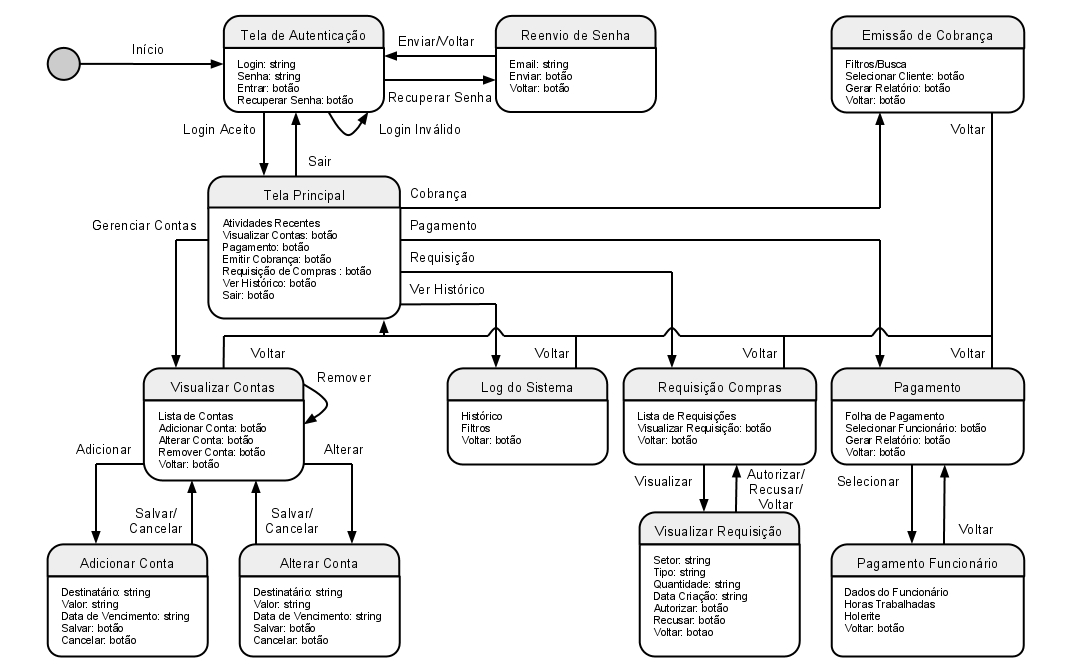 Início
Tela de Autenticação
Login: string
Senha: string
Entrar: botão
Recuperar Senha: botão
Enviar/Voltar
Recuperar Senha
Reenvio de Senha
Email: string
Enviar: botão
Voltar: botão
Emissão de Cobrança
Filtros/Busca
Selecionar Cliente: botão
Gerar Relatório: botão
Voltar: botão
Login Aceito
Login Inválido
Voltar
Sair
Tela Principal
Atividades Recentes
Visualizar Contas: botão
Pagamento: botão
Emitir Cobrança: botão
Requisição de Compras : botão
Ver Histórico: botão
Sair: botão
Cobrança
Gerenciar Contas
Pagamento
Requisição
Ver Histórico
Voltar
Voltar
Voltar
Voltar
Visualizar Contas
Lista de Contas
Adicionar Conta: botão
Alterar Conta: botão
Remover Conta: botão
Voltar: botão
Remover
Log do Sistema
Histórico
Filtros
Voltar: botão
Requisição Compras
Lista de Requisições
Visualizar Requisição: botão
Voltar: botão
Pagamento
Folha de Pagamento
Selecionar Funcionário: botão
Gerar Relatório: botão
Voltar: botão
Adicionar
Alterar
Salvar/
Cancelar
Salvar/
Cancelar
Visualizar
Autorizar/
Recusar/
Voltar
Selecionar
Voltar
Adicionar Conta
Destinatário: string
Valor: string
Data de Vencimento: string
Salvar: botão
Cancelar: botão
Alterar Conta
Destinatário: string
Valor: string
Data de Vencimento: string
Salvar: botão
Cancelar: botão
Visualizar Requisição
Setor: string
Tipo: string
Quantidade: string
Data Criação: string
Autorizar: botão
Recusar: botão
Voltar: botao
Pagamento Funcionário
Dados do Funcionário
Horas Trabalhadas
Holerite
Voltar: botão